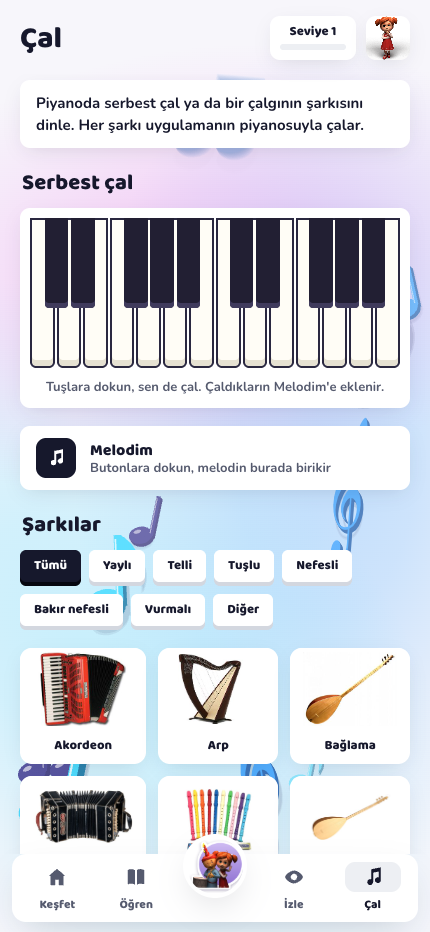 Çal
Seviye 1
Piyanoda serbest çal ya da bir çalgının şarkısını
dinle. Her şarkı uygulamanın piyanosuyla çalar.
Serbest çal
Tuşlara dokun, sen de çal. Çaldıkların Melodim'e eklenir.
Melodim
Butonlara dokun, melodin burada birikir
Şarkılar
Tümü
Yaylı
Telli
Tuşlu
Nefesli
Bakır nefesli
Vurmalı
Diğer
Akordeon
Arp
Bağlama
Keşfet
Öğren
İzle
Çal